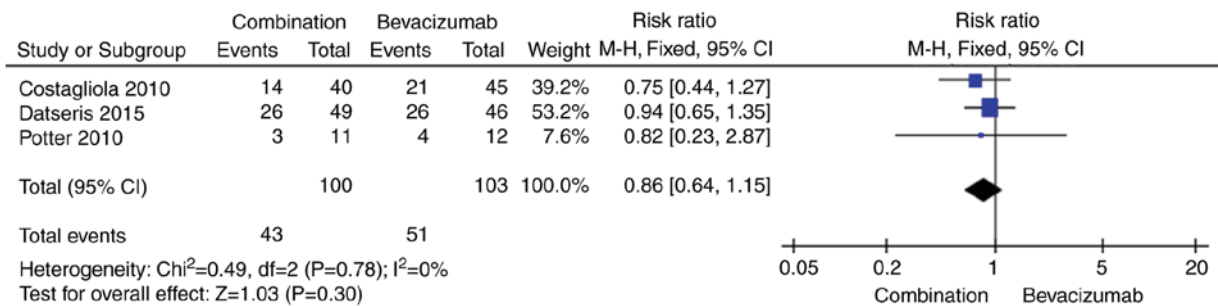 Combination Bevacizumab Risk ratio Risk ratio
Study or Subgroup Events Total Events Total Weight M-H, Fixed, 95% CI M-H, Fixed, 95% CI
Costagliola 2010 14 40 21 45 39.2% 0.75 [0.44, 1.27]
Datseris 2015 26 49 26 46 53.2% 0.94 [0.65, 1.35]
Potter 2010 3 11 4 12 7.6% 0.82 [0.23, 2.87]
Total (95% CI) 100 103 100.0% 0.86 [0.64, 1.15]
Total events 43 51
Heterogeneity: Chi²=0.49, df=2 (P=0.78); I²=0%
Test for overall effect: Z=1.03 (P=0.30)
0.05 0.2 1 5 20
Combination Bevacizumab